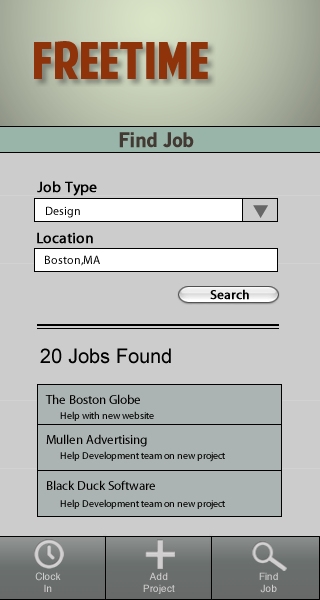 FREETIME
Find Job
Job Type
Design
Location
Boston,MA
Search
20 Jobs Found
The Boston Globe
Help with new website
Mullen Advertising
Help Development team on new project
Black Duck Software
Help Development team on new project
Clock
In
Add
Project
Find
Job